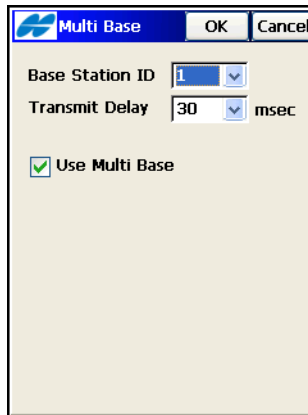 Multi Base OK Cancel
Base Station ID 1
Transmit Delay 30 msec
Use Multi Base